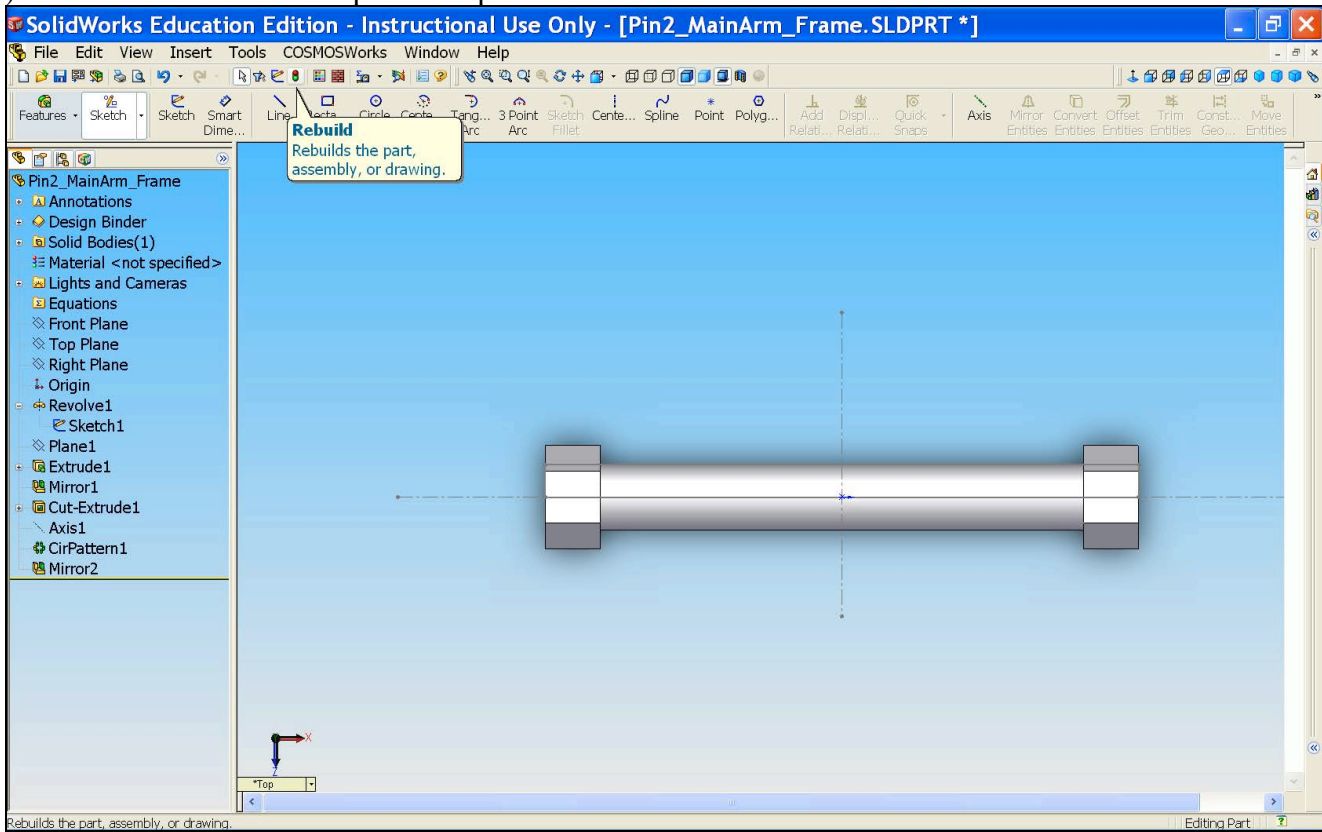 SolidWorks Education Edition - Instructional Use Only - [Pin2_MainArm_Frame.SLDPRT *]
File Edit View Insert Tools COSMOSWorks Window Help
Features Sketch Sketch Smart Dime... Line Recta... Circle Cente... Tang... Arc 3 Point Arc Sketch Fillet Cente... Spline Point Polyg... Add Relati... Displ... Relati... Quick Snaps Axis Mirror Entities Convert Entities Offset Entities Trim Entities Const... Geo... Move Entities
Rebuild
Rebuilds the part,
assembly, or drawing.
Pin2_MainArm_Frame
Annotations
Design Binder
Solid Bodies(1)
Material <not specified>
Lights and Cameras
Equations
Front Plane
Top Plane
Right Plane
Origin
Revolve1
Sketch1
Plane1
Extrude1
Mirror1
Cut-Extrude1
Axis1
CirPattern1
Mirror2
X
Z
*Top
Rebuilds the part, assembly, or drawing.
Editing Part